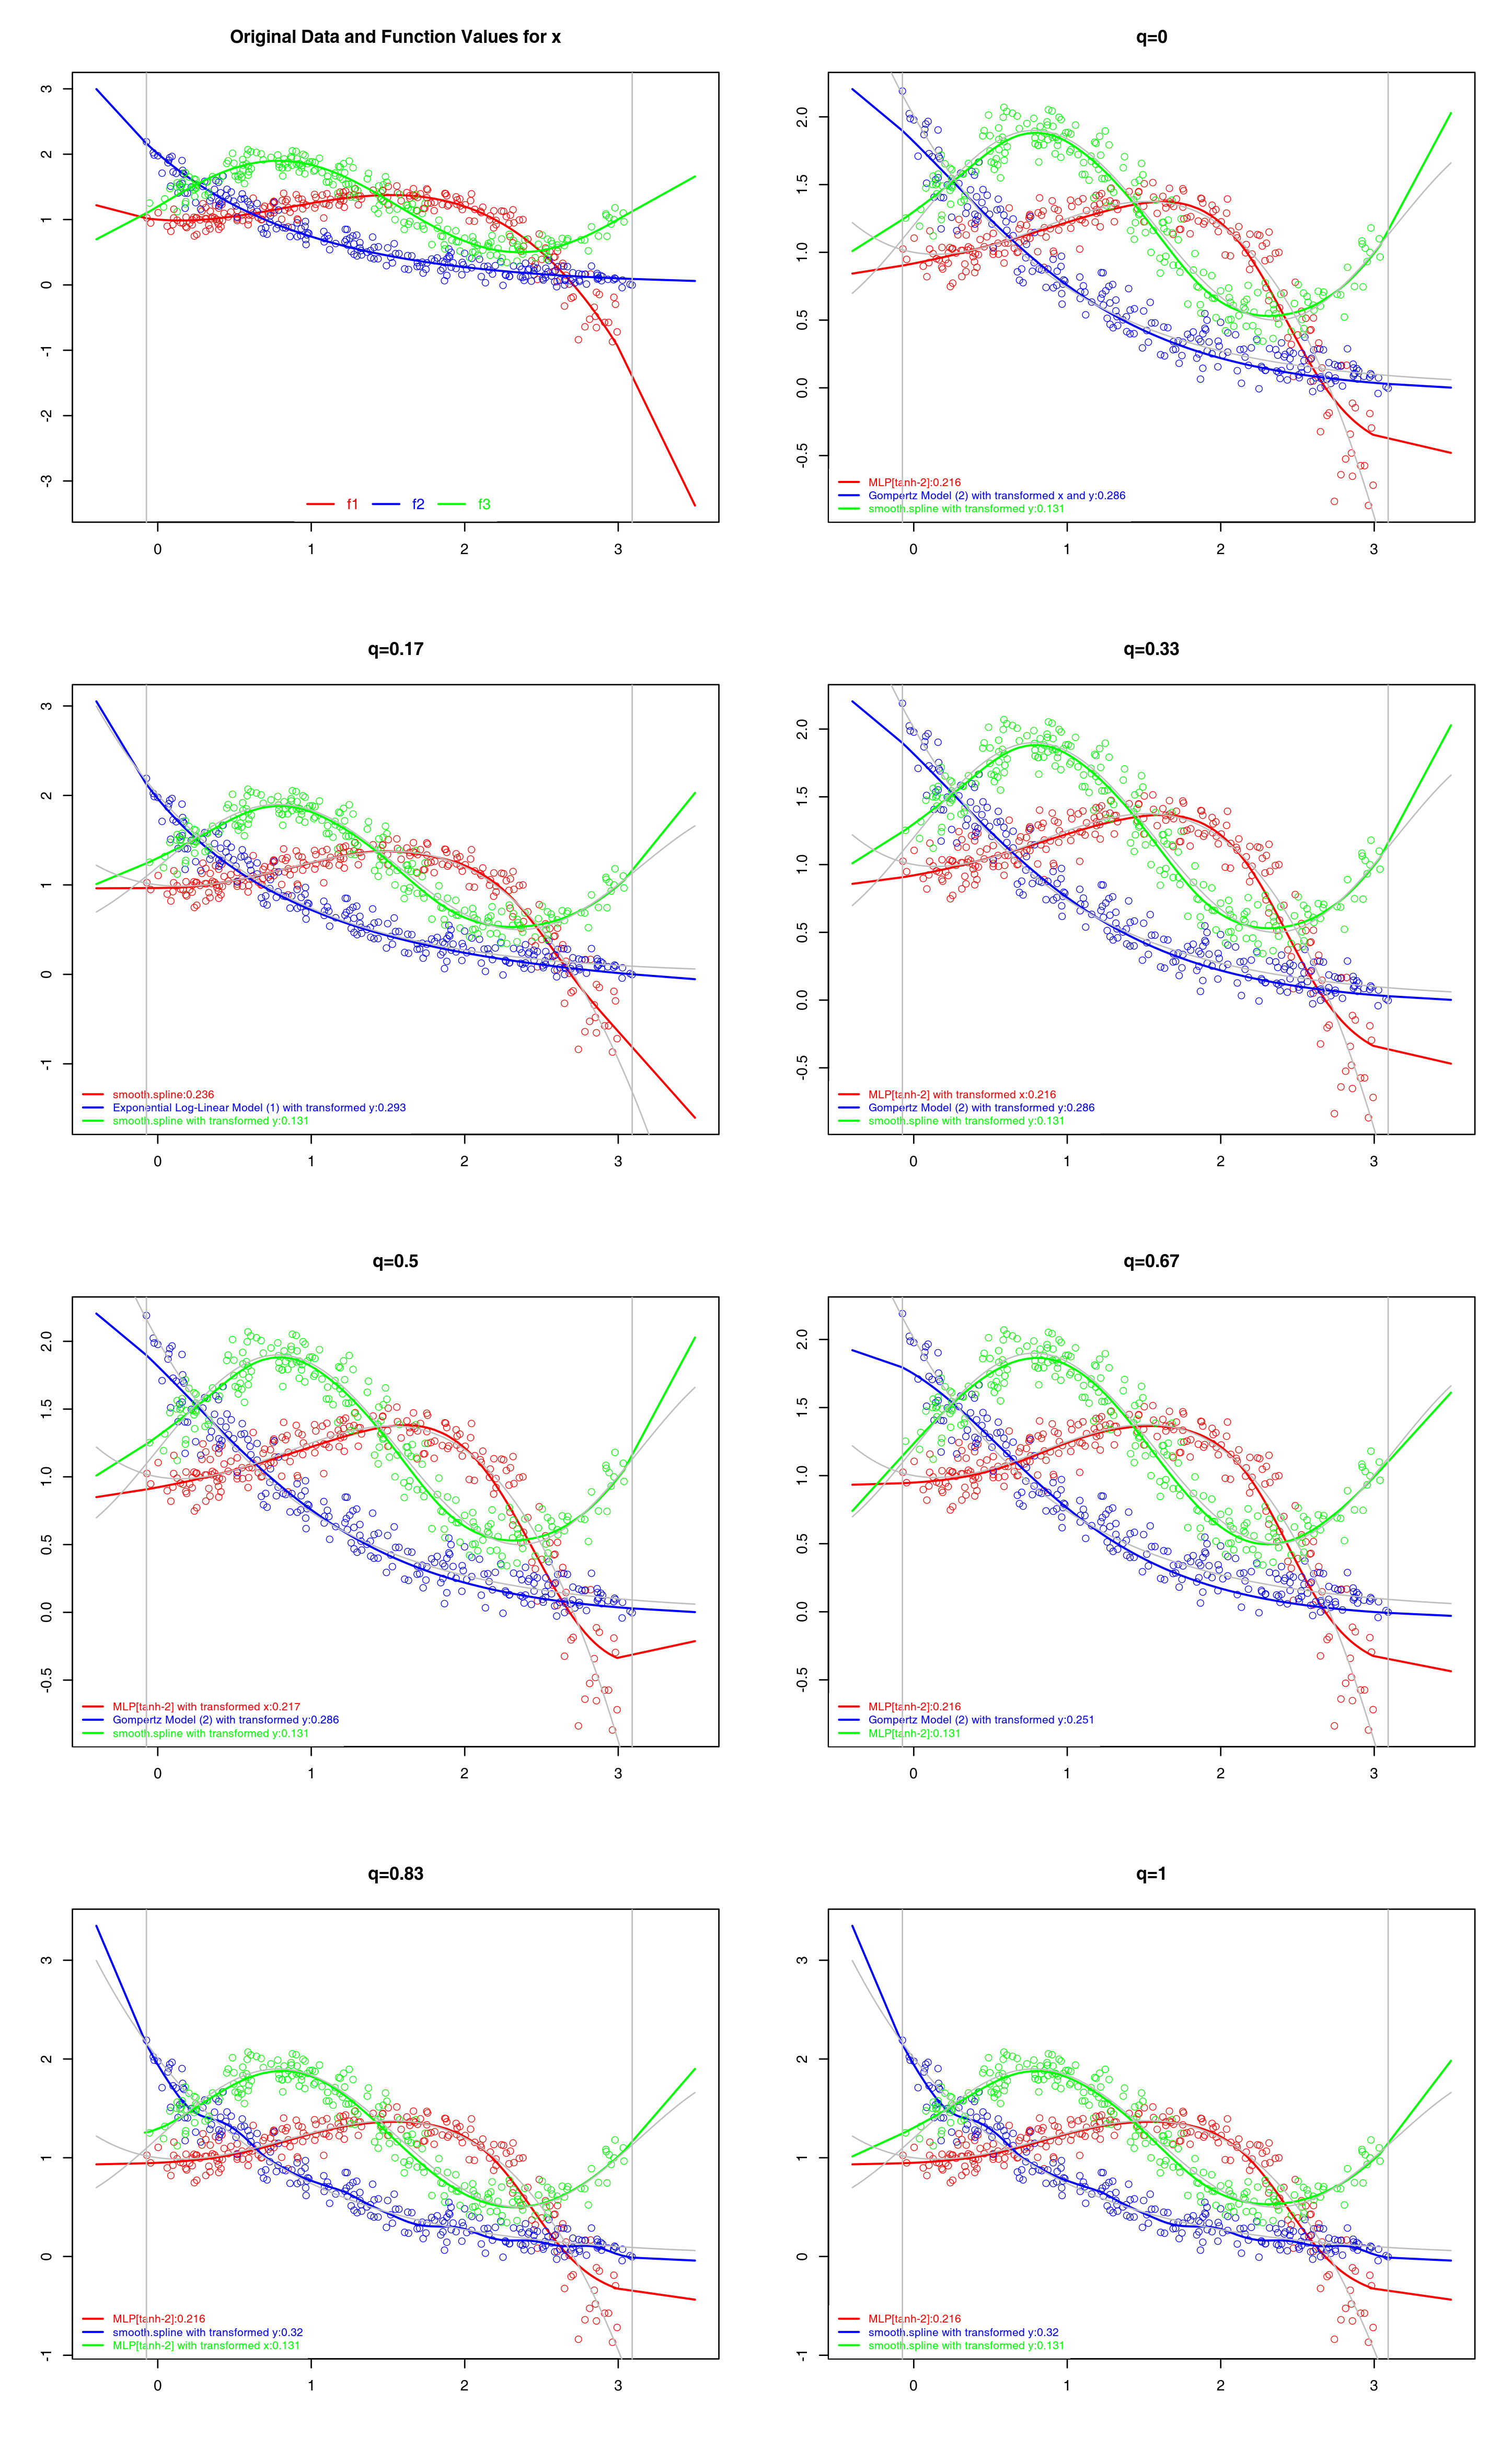 Original Data and Function Values for x
3
2
1
0
-1
-2
-3
f1 f2 f3
0 1 2 3
q=0
2.0
1.5
1.0
0.5
0.0
-0.5
MLP[tanh-2]:0.216
Gompertz Model (2) with transformed x and y:0.286
smooth.spline with transformed y:0.131
0 1 2 3
q=0.17
3
2
1
0
-1
smooth.spline:0.236
Exponential Log-Linear Model (1) with transformed y:0.293
smooth.spline with transformed y:0.131
0 1 2 3
q=0.33
2.0
1.5
1.0
0.5
0.0
-0.5
MLP[tanh-2] with transformed x:0.216
Gompertz Model (2) with transformed y:0.286
smooth.spline with transformed y:0.131
0 1 2 3
q=0.5
2.0
1.5
1.0
0.5
0.0
-0.5
MLP[tanh-2] with transformed x:0.217
Gompertz Model (2) with transformed y:0.286
smooth.spline with transformed y:0.131
0 1 2 3
q=0.67
2.0
1.5
1.0
0.5
0.0
-0.5
MLP[tanh-2]:0.216
Gompertz Model (2) with transformed y:0.251
MLP[tanh-2]:0.131
0 1 2 3
q=0.83
3
2
1
0
-1
MLP[tanh-2]:0.216
smooth.spline with transformed y:0.32
MLP[tanh-2] with transformed x:0.131
0 1 2 3
q=1
3
2
1
0
-1
MLP[tanh-2]:0.216
smooth.spline with transformed y:0.32
smooth.spline with transformed y:0.131
0 1 2 3